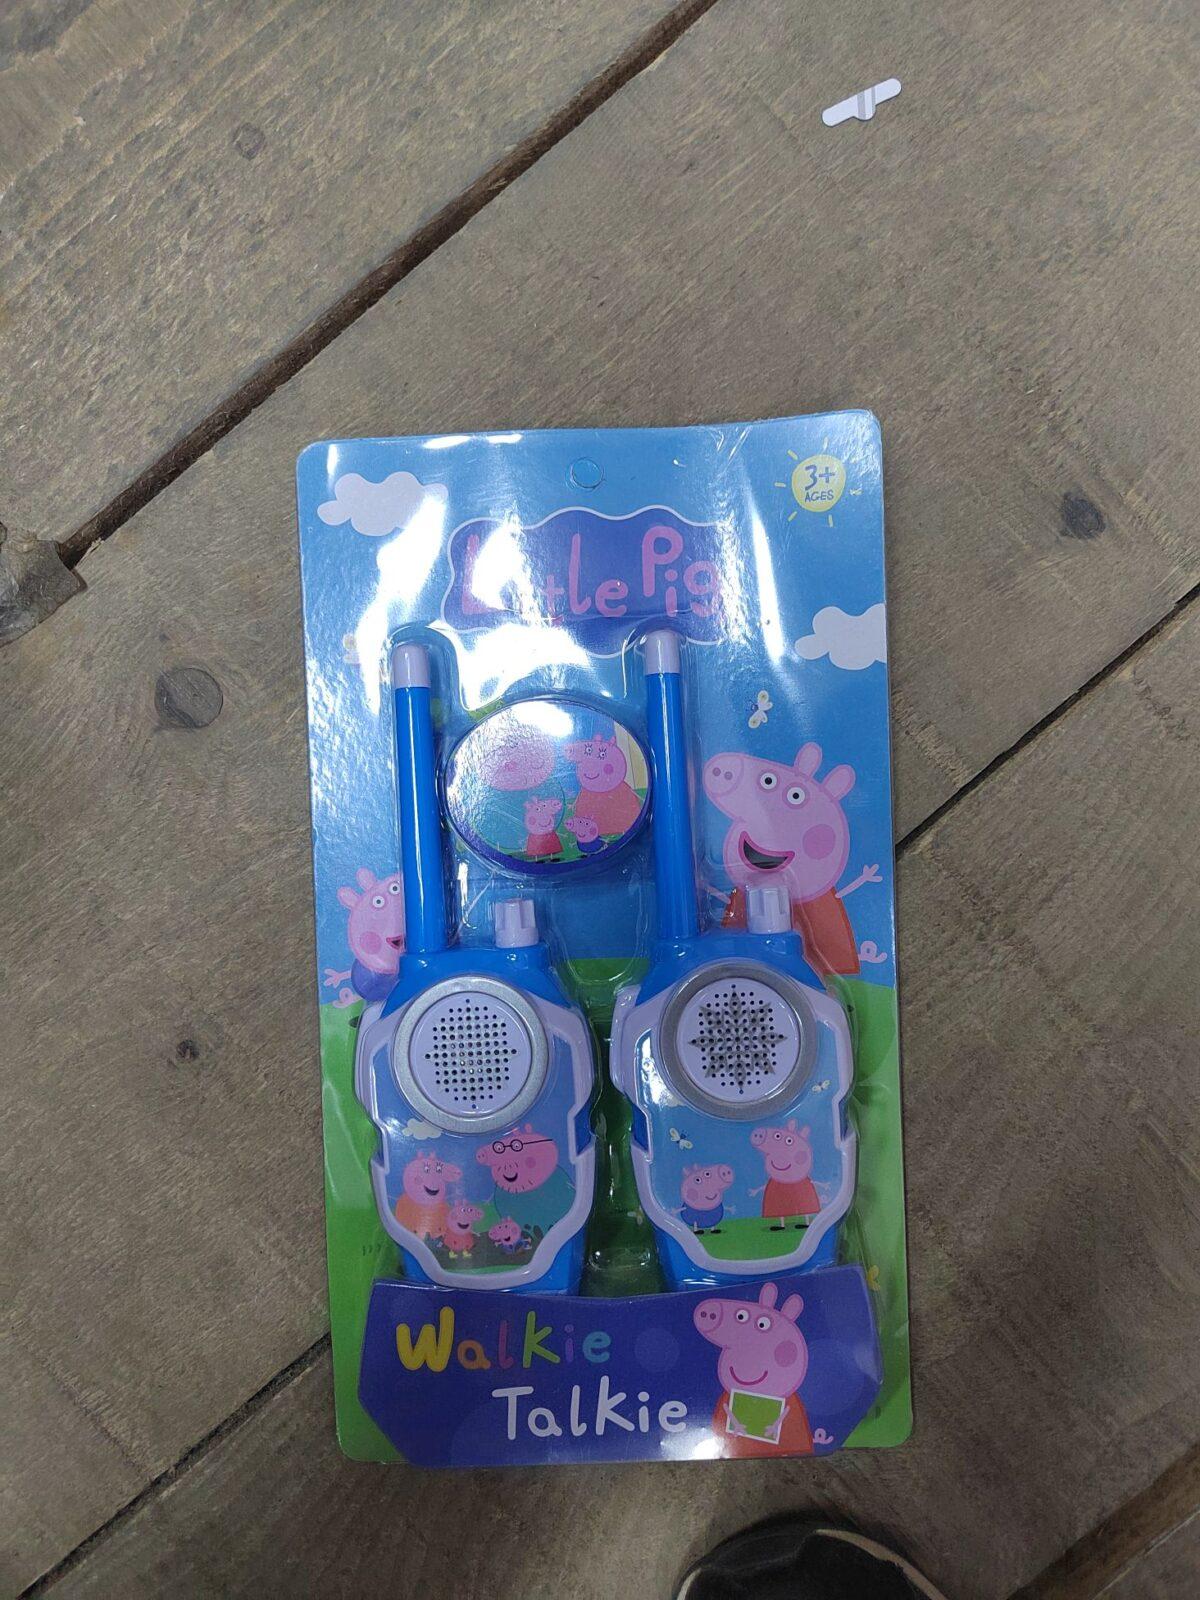 3+
AGES
Little Pig
Walkie
Talkie